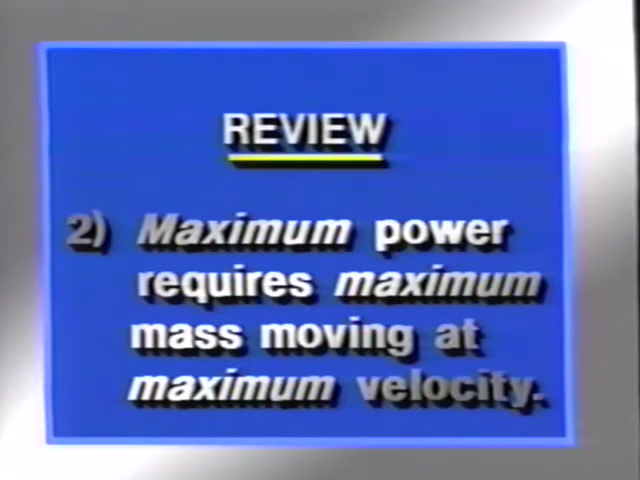 REVIEW
2) Maximum power
requires maximum
mass moving at
maximum velocity.